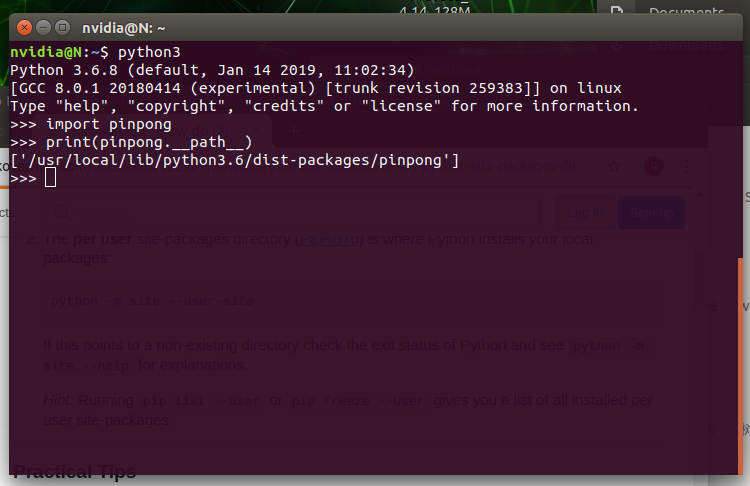 4.14, 128M
Documents
nvidia@N: ~
Downloads
nvidia@N:~$ python3
Python 3.6.8 (default, Jan 14 2019, 11:02:34)
[GCC 8.0.1 20180414 (experimental) [trunk revision 259383]] on linux
Type "help", "copyright", "credits" or "license" for more information.
>>> import pinpong
>>> print(pinpong.__path__)
['/usr/local/lib/python3.6/dist-packages/pinpong']
>>>
Search
Log in
Sign up
2. The per user site-packages directory (PEP 370) is where Python installs your local
packages:
python -m site --user-site
If this points to a non-existing directory check the exit status of Python and see python -m
site --help for explanations.
Hint: Running pip list --user or pip freeze --user gives you a list of all installed per
user site-packages.
Practical Tips